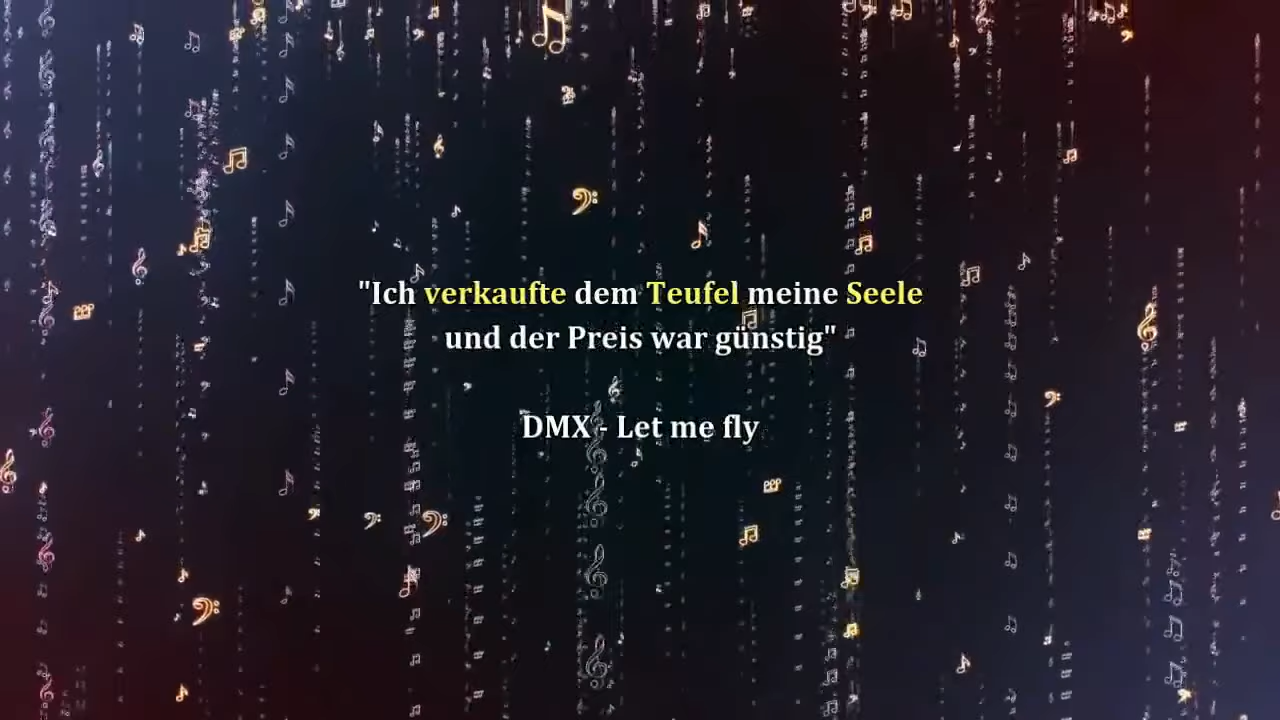 "Ich verkaufte dem Teufel meine Seele
und der Preis war günstig"
DMX - Let me fly